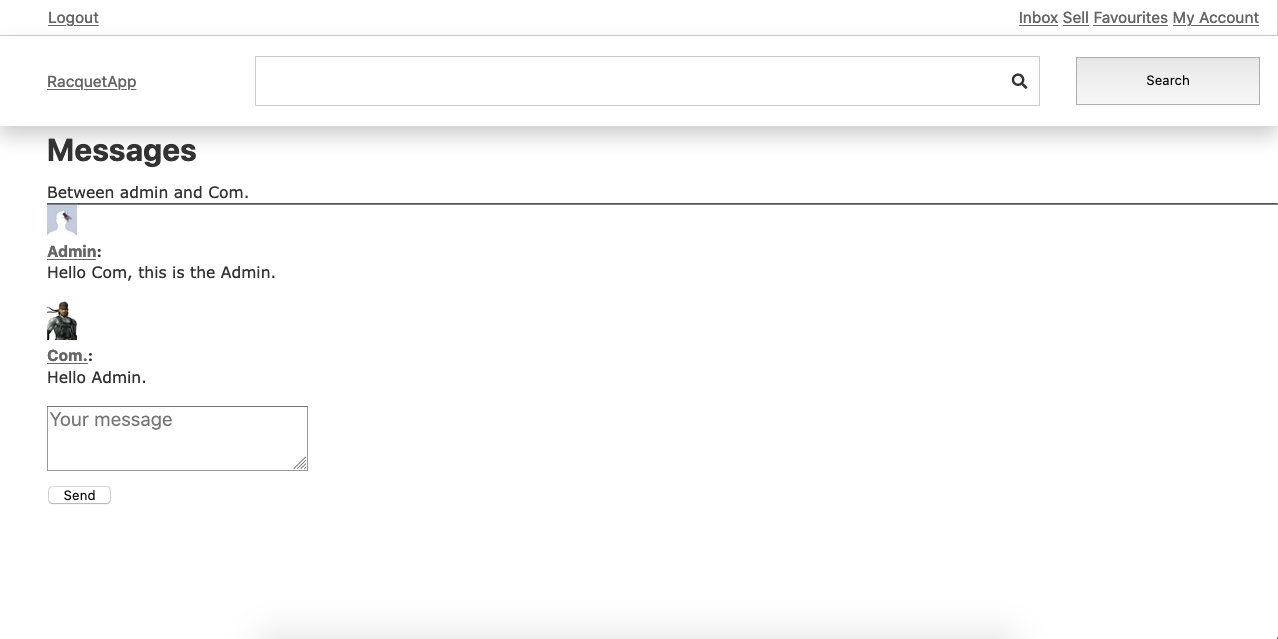 Logout
Inbox Sell Favourites My Account
RacquetApp
Search
Messages
Between admin and Com.
Admin:
Hello Com, this is the Admin.
Com.:
Hello Admin.
Your message
Send